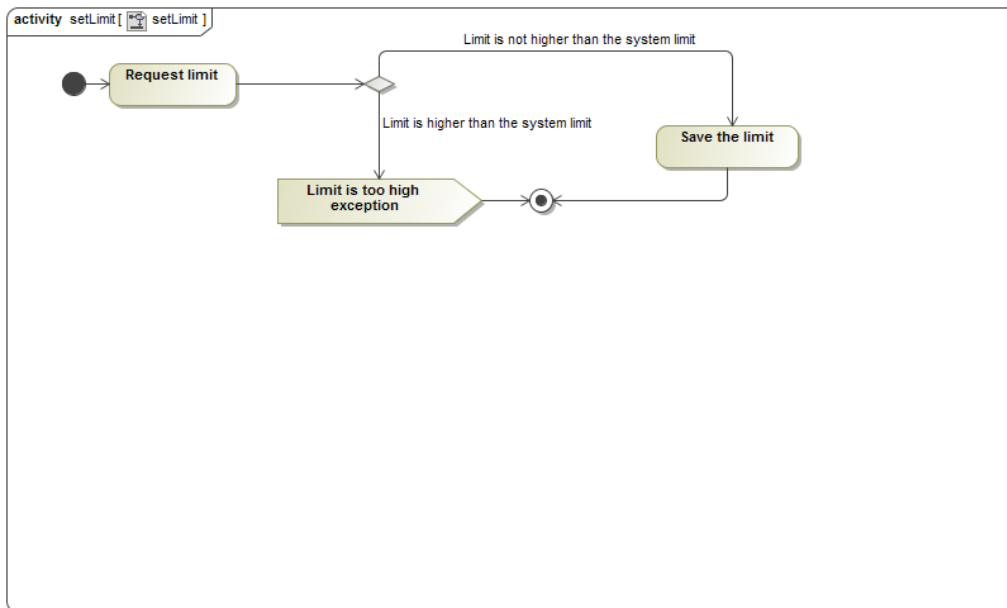 activity setLimit [ setLimit ]
Limit is not higher than the system limit
Request limit
Limit is higher than the system limit
Save the limit
Limit is too high
exception